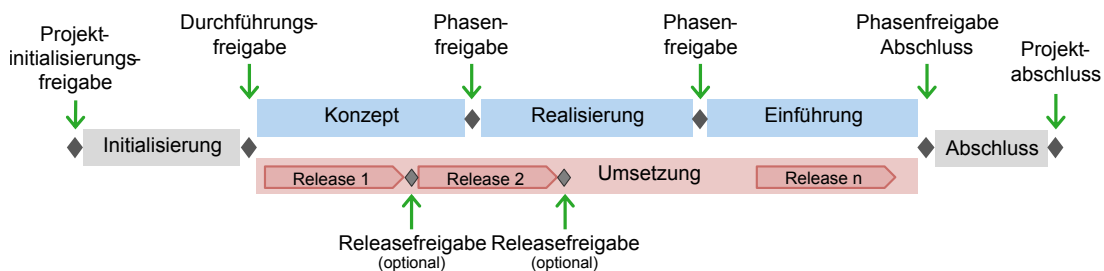 Projekt-
initialisierungs-
freigabe
Durchführungs-
freigabe
Phasen-
freigabe
Phasen-
freigabe
Phasenfreigabe
Abschluss
Projekt-
abschluss
Konzept
Realisierung
Einführung
Initialisierung
Abschluss
Release 1
Release 2
Umsetzung
Release n
Releasefreigabe
(optional)
Releasefreigabe
(optional)